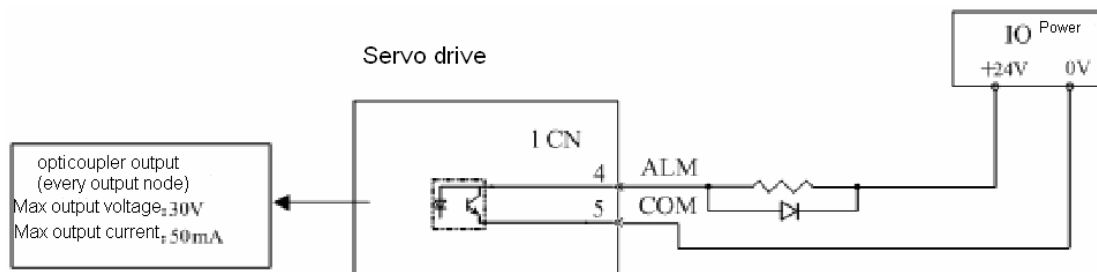 IO Power
+24V 0V
Servo drive
1 CN
4 ALM
5 COM
opticoupler output
(every output node)
Max output voltage:30V
Max output current:50mA